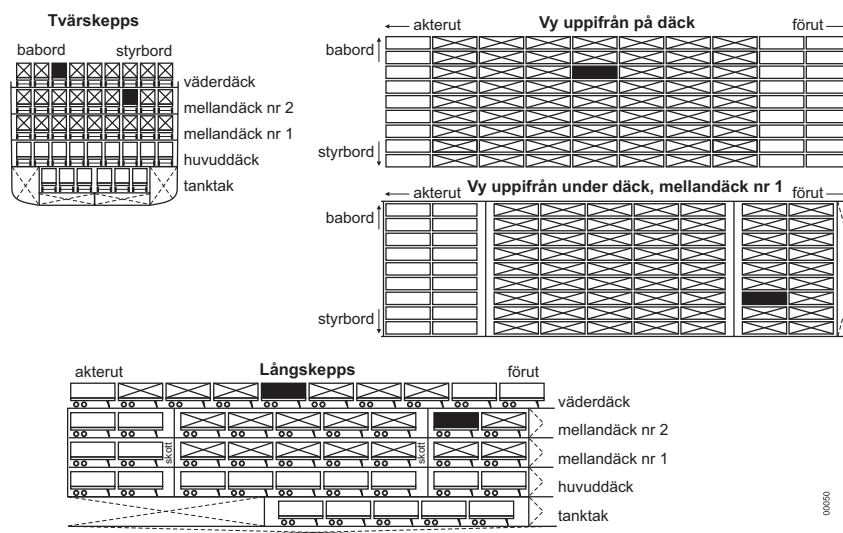 Tvärskepps
babord styrbord
väderdäck
mellandäck nr 2
mellandäck nr 1
huvuddäck
tanktak
Vy uppifrån på däck
akterut förut
babord
styrbord
Vy uppifrån under däck, mellandäck nr 1
akterut förut
babord
styrbord
Långskepps
akterut förut
väderdäck
mellandäck nr 2
skott skott
mellandäck nr 1
huvuddäck
tanktak
00050